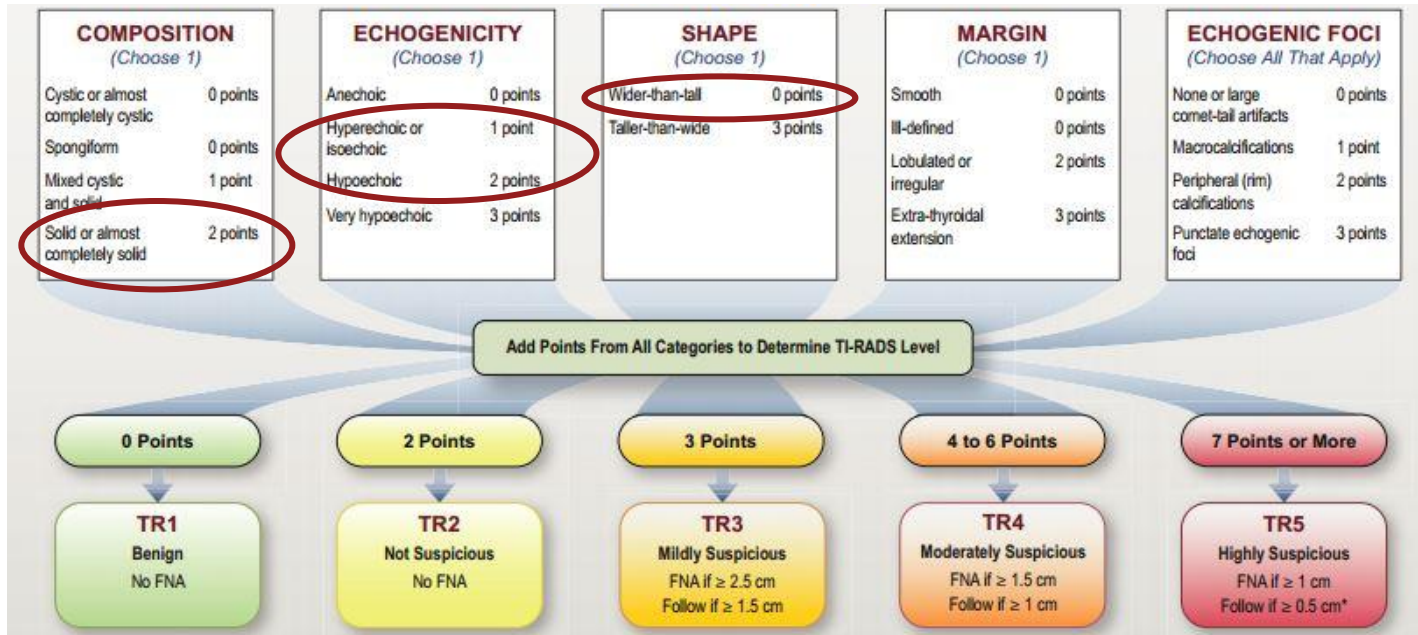 COMPOSITION
(Choose 1)
Cystic or almost 0 points
completely cystic
Spongiform 0 points
Mixed cystic 1 point
and solid
Solid or almost 2 points
completely solid
ECHOGENICITY
(Choose 1)
Anechoic 0 points
Hyperechoic or 1 point
isoechoic
Hypoechoic 2 points
Very hypoechoic 3 points
SHAPE
(Choose 1)
Wider-than-tall 0 points
Taller-than-wide 3 points
MARGIN
(Choose 1)
Smooth 0 points
Ill-defined 0 points
Lobulated or 2 points
irregular
Extra-thyroidal 3 points
extension
ECHOGENIC FOCI
(Choose All That Apply)
None or large 0 points
comet-tail artifacts
Macrocalcifications 1 point
Peripheral (rim) 2 points
calcifications
Punctate echogenic 3 points
foci
Add Points From All Categories to Determine TI-RADS Level
0 Points
2 Points
3 Points
4 to 6 Points
7 Points or More
TR1
Benign
No FNA
TR2
Not Suspicious
No FNA
TR3
Mildly Suspicious
FNA if ≥ 2.5 cm
Follow if ≥ 1.5 cm
TR4
Moderately Suspicious
FNA if ≥ 1.5 cm
Follow if ≥ 1 cm
TR5
Highly Suspicious
FNA if ≥ 1 cm
Follow if ≥ 0.5 cm*